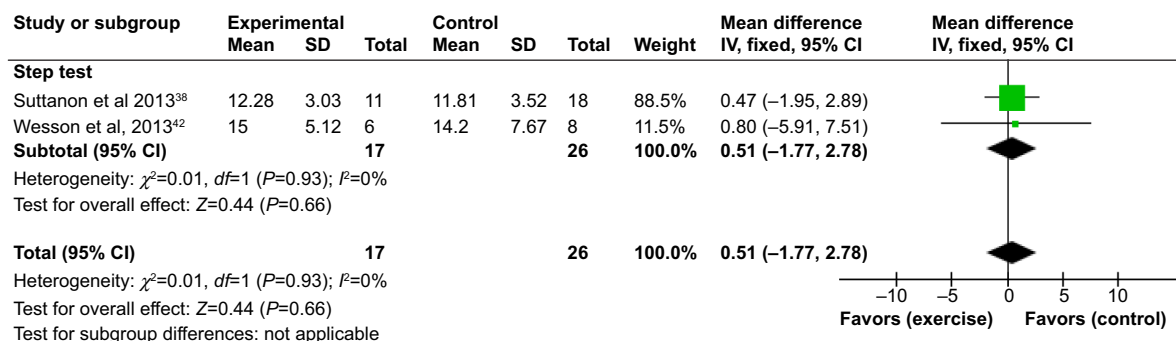 Study or subgroup Experimental Control Mean difference Mean difference
Mean SD Total Mean SD Total Weight IV, fixed, 95% CI IV, fixed, 95% CI
Step test
Suttanon et al 2013³⁸ 12.28 3.03 11 11.81 3.52 18 88.5% 0.47 (–1.95, 2.89)
Wesson et al, 2013⁴² 15 5.12 6 14.2 7.67 8 11.5% 0.80 (–5.91, 7.51)
Subtotal (95% CI) 17 26 100.0% 0.51 (–1.77, 2.78)
Heterogeneity: χ²=0.01, df=1 (P=0.93); I²=0%
Test for overall effect: Z=0.44 (P=0.66)
Total (95% CI) 17 26 100.0% 0.51 (–1.77, 2.78)
Heterogeneity: χ²=0.01, df=1 (P=0.93); I²=0%
–10 –5 0 5 10
Test for overall effect: Z=0.44 (P=0.66)
Favors (exercise) Favors (control)
Test for subgroup differences: not applicable